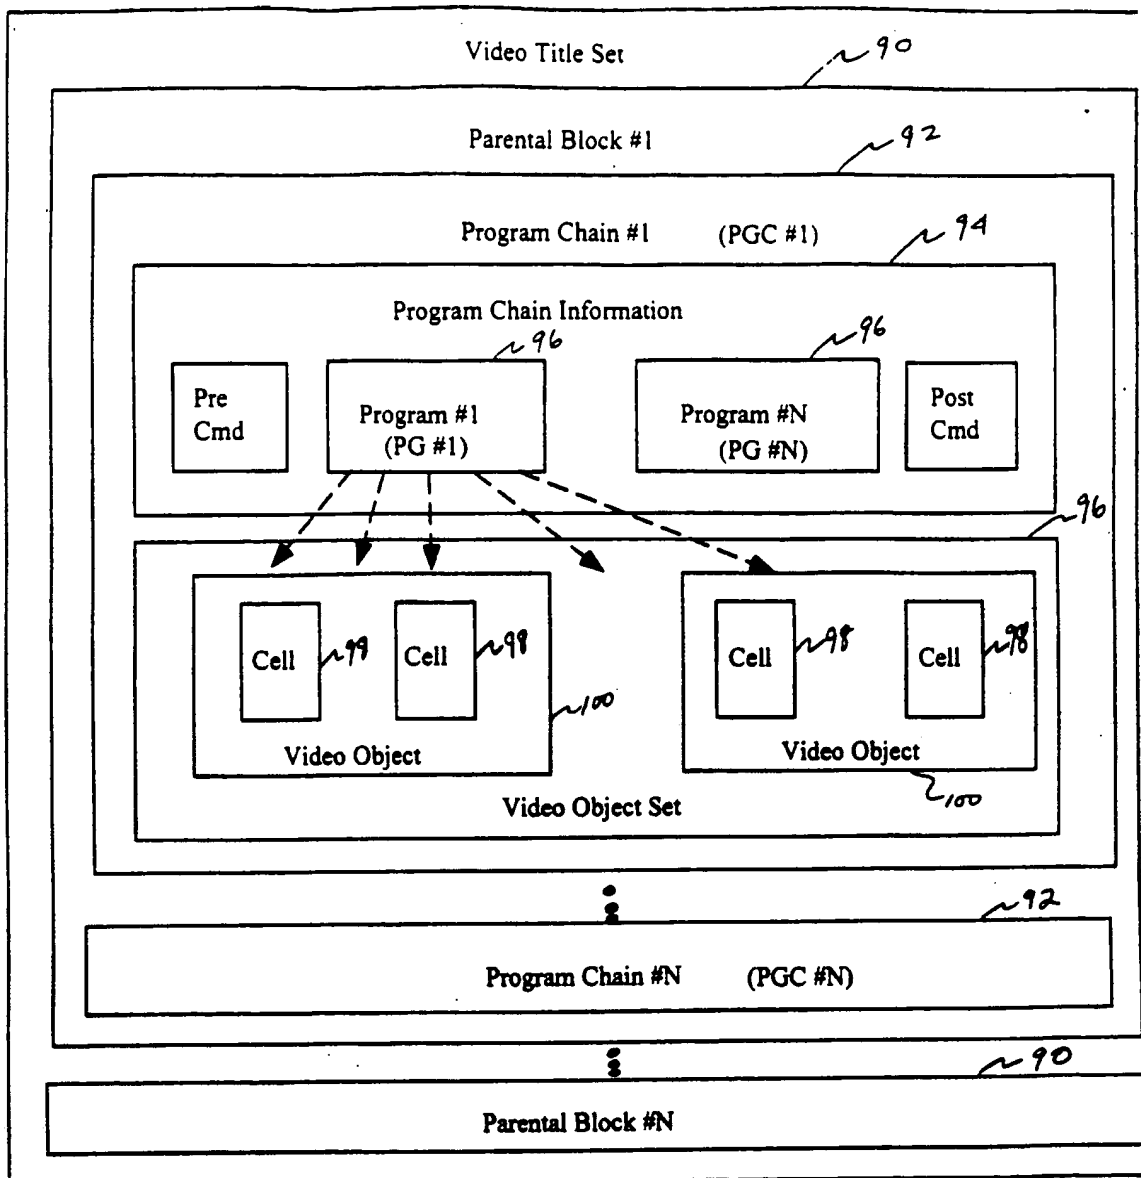 Video Title Set
90
Parental Block #1
92
Program Chain #1 (PGC #1)
94
Program Chain Information
96
96
Pre
Cmd
Program #1
(PG #1)
Program #N
(PG #N)
Post
Cmd
96
Cell
99
Cell
98
Cell
98
Cell
98
100
Video Object
Video Object
100
Video Object Set
92
Program Chain #N (PGC #N)
90
Parental Block #N